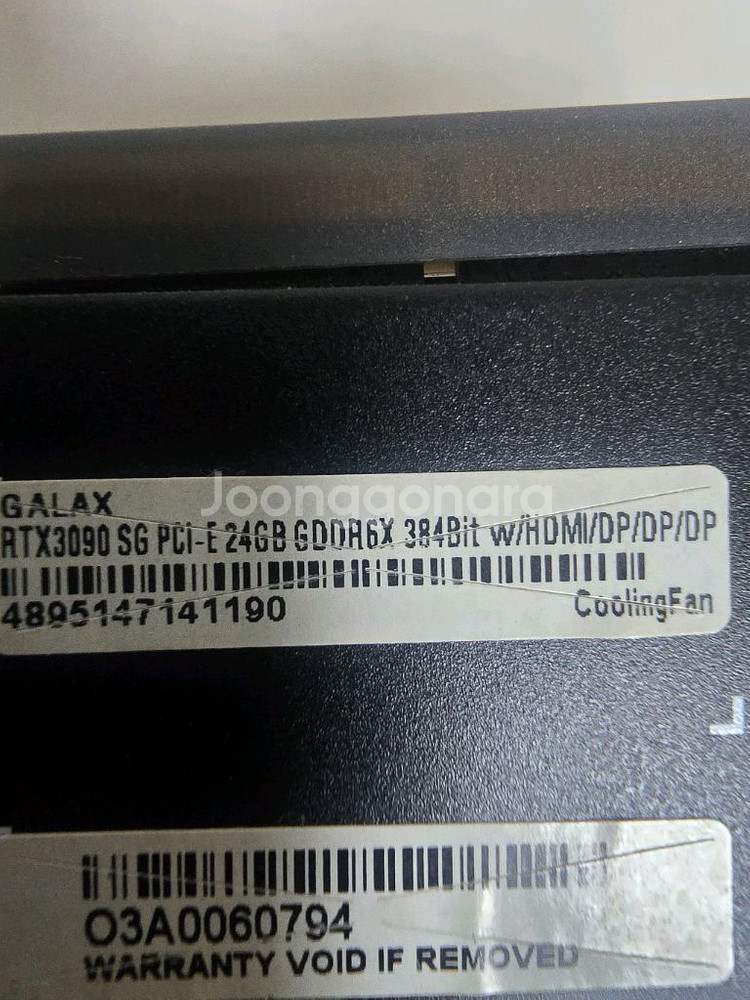 Joonggonara
GALAX
RTX3090 SG PCI-E 24GB GDDR6X 384Bit w/HDMI/DP/DP/DP
4895147141190
CoolingFan
O3A0060794
WARRANTY VOID IF REMOVED